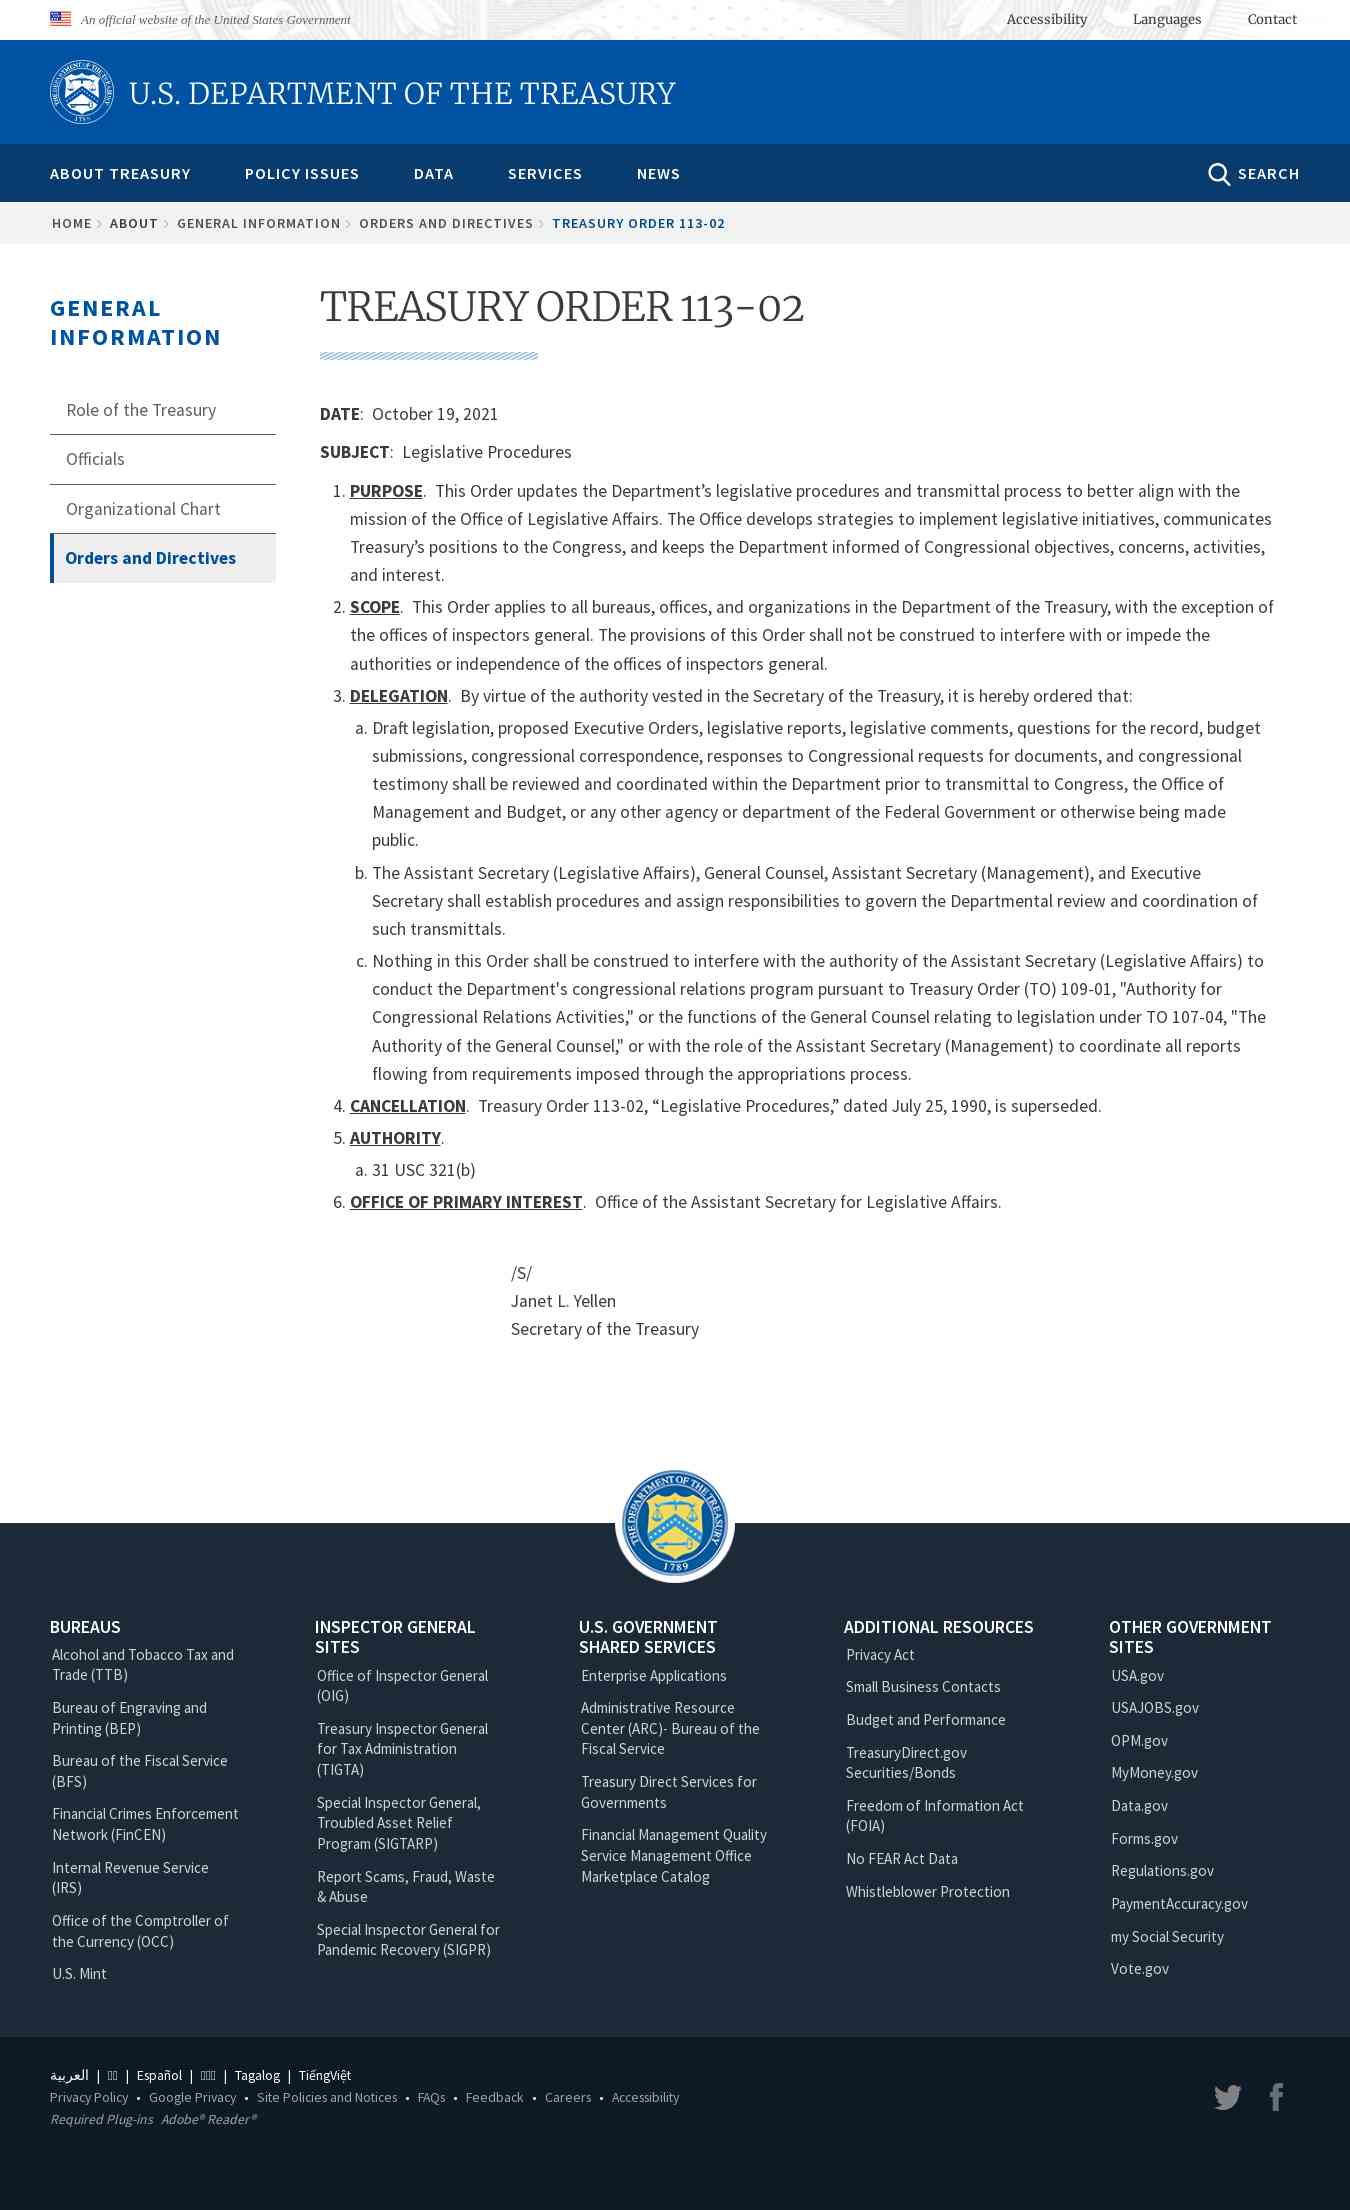 An official website of the United States Government
Accessibility Languages Contact
U.S. DEPARTMENT OF THE TREASURY
ABOUT TREASURY POLICY ISSUES DATA SERVICES NEWS SEARCH
HOME ABOUT GENERAL INFORMATION ORDERS AND DIRECTIVES TREASURY ORDER 113-02
GENERAL
INFORMATION
Role of the Treasury
Officials
Organizational Chart
Orders and Directives
TREASURY ORDER 113-02
DATE: October 19, 2021
SUBJECT: Legislative Procedures
1. PURPOSE. This Order updates the Department’s legislative procedures and transmittal process to better align with the
mission of the Office of Legislative Affairs. The Office develops strategies to implement legislative initiatives, communicates
Treasury’s positions to the Congress, and keeps the Department informed of Congressional objectives, concerns, activities,
and interest.
2. SCOPE. This Order applies to all bureaus, offices, and organizations in the Department of the Treasury, with the exception of
the offices of inspectors general. The provisions of this Order shall not be construed to interfere with or impede the
authorities or independence of the offices of inspectors general.
3. DELEGATION. By virtue of the authority vested in the Secretary of the Treasury, it is hereby ordered that:
a. Draft legislation, proposed Executive Orders, legislative reports, legislative comments, questions for the record, budget
submissions, congressional correspondence, responses to Congressional requests for documents, and congressional
testimony shall be reviewed and coordinated within the Department prior to transmittal to Congress, the Office of
Management and Budget, or any other agency or department of the Federal Government or otherwise being made
public.
b. The Assistant Secretary (Legislative Affairs), General Counsel, Assistant Secretary (Management), and Executive
Secretary shall establish procedures and assign responsibilities to govern the Departmental review and coordination of
such transmittals.
c. Nothing in this Order shall be construed to interfere with the authority of the Assistant Secretary (Legislative Affairs) to
conduct the Department's congressional relations program pursuant to Treasury Order (TO) 109-01, "Authority for
Congressional Relations Activities," or the functions of the General Counsel relating to legislation under TO 107-04, "The
Authority of the General Counsel," or with the role of the Assistant Secretary (Management) to coordinate all reports
flowing from requirements imposed through the appropriations process.
4. CANCELLATION. Treasury Order 113-02, “Legislative Procedures,” dated July 25, 1990, is superseded.
5. AUTHORITY.
a. 31 USC 321(b)
6. OFFICE OF PRIMARY INTEREST. Office of the Assistant Secretary for Legislative Affairs.
/S/
Janet L. Yellen
Secretary of the Treasury
THE DEPARTMENT OF THE TREASURY
1789
BUREAUS
Alcohol and Tobacco Tax and
Trade (TTB)
Bureau of Engraving and
Printing (BEP)
Bureau of the Fiscal Service
(BFS)
Financial Crimes Enforcement
Network (FinCEN)
Internal Revenue Service
(IRS)
Office of the Comptroller of
the Currency (OCC)
U.S. Mint
INSPECTOR GENERAL
SITES
Office of Inspector General
(OIG)
Treasury Inspector General
for Tax Administration
(TIGTA)
Special Inspector General,
Troubled Asset Relief
Program (SIGTARP)
Report Scams, Fraud, Waste
& Abuse
Special Inspector General for
Pandemic Recovery (SIGPR)
U.S. GOVERNMENT
SHARED SERVICES
Enterprise Applications
Administrative Resource
Center (ARC)- Bureau of the
Fiscal Service
Treasury Direct Services for
Governments
Financial Management Quality
Service Management Office
Marketplace Catalog
ADDITIONAL RESOURCES
Privacy Act
Small Business Contacts
Budget and Performance
TreasuryDirect.gov
Securities/Bonds
Freedom of Information Act
(FOIA)
No FEAR Act Data
Whistleblower Protection
OTHER GOVERNMENT
SITES
USA.gov
USAJOBS.gov
OPM.gov
MyMoney.gov
Data.gov
Forms.gov
Regulations.gov
PaymentAccuracy.gov
my Social Security
Vote.gov
العربية | | Español | | Tagalog | TiếngViệt
Privacy Policy • Google Privacy • Site Policies and Notices • FAQs • Feedback • Careers • Accessibility
Required Plug-ins Adobe® Reader®